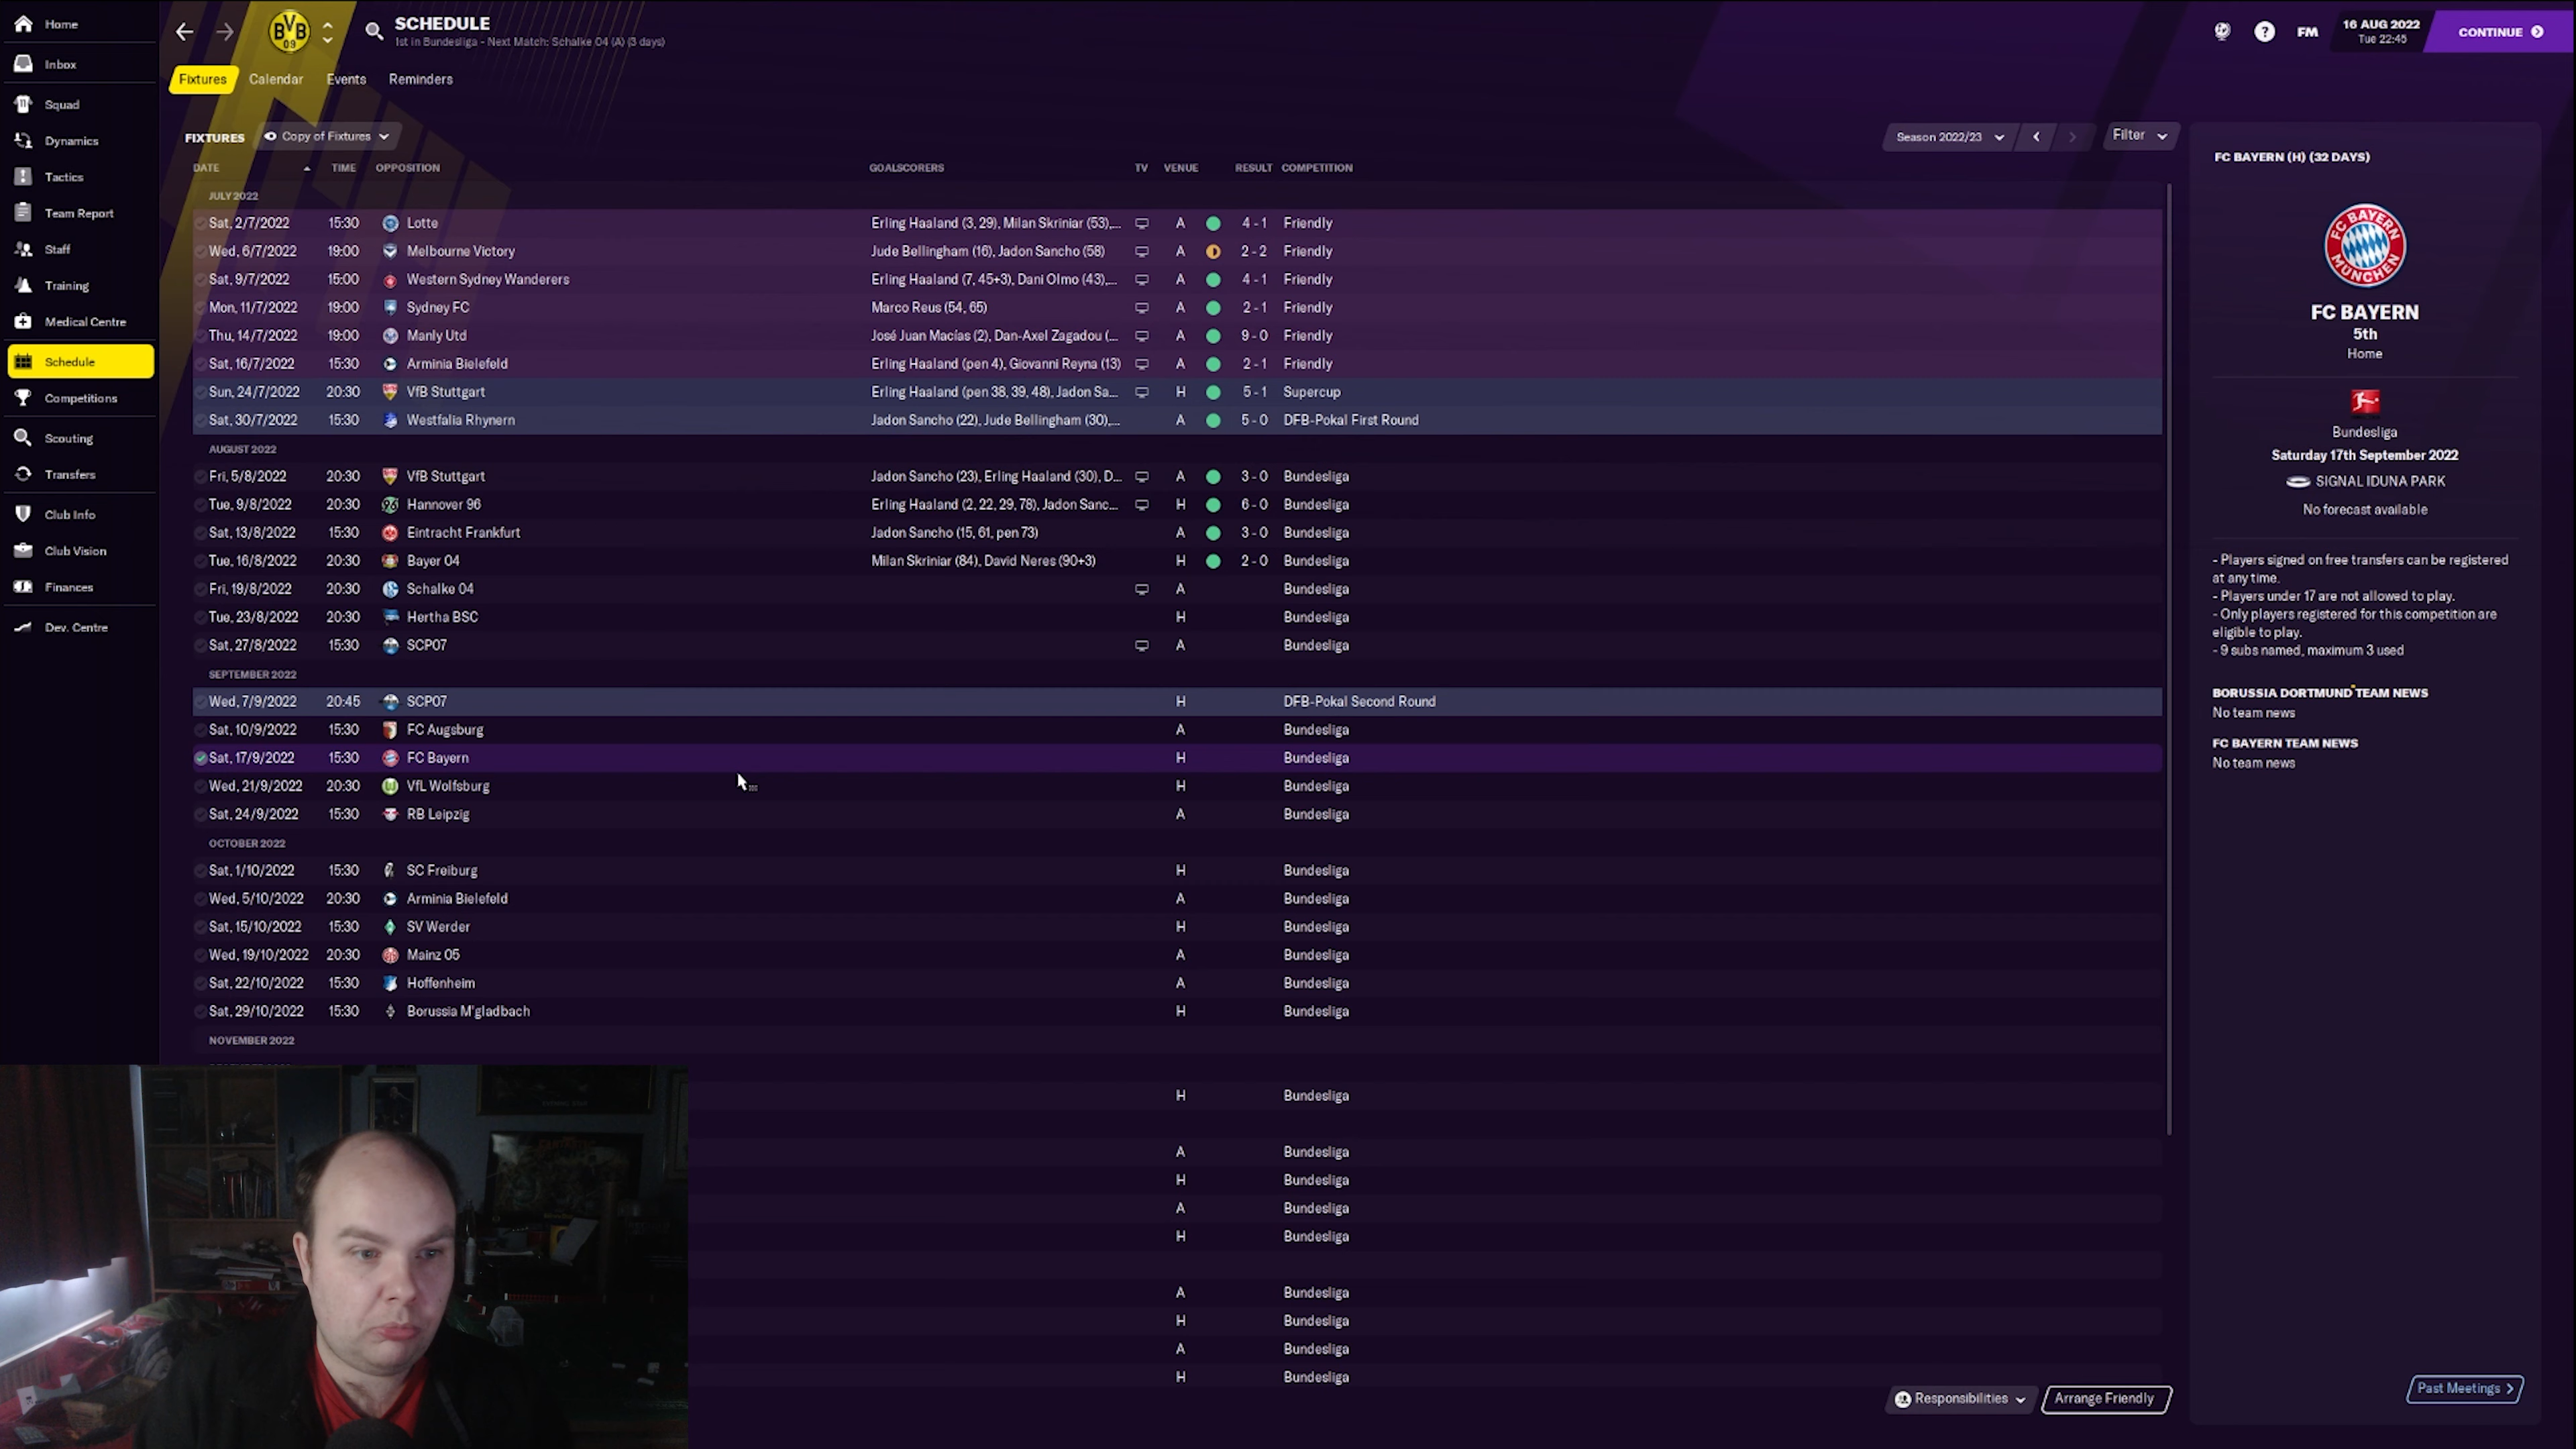 Home
Inbox
Squad
Dynamics
Tactics
Team Report
Staff
Training
Medical Centre
Schedule
Competitions
Scouting
Transfers
Club Info
Club Vision
Finances
Dev. Centre
BVB 09
SCHEDULE
1st in Bundesliga - Next Match: Schalke 04 (A) (3 days)
FM
16 AUG 2022
Tue 22:45
CONTINUE
Fixtures Calendar Events Reminders
FIXTURES Copy of Fixtures
Season 2022/23
Filter
DATE TIME OPPOSITION GOALSCORERS TV VENUE RESULT COMPETITION
JULY 2022
Sat, 2/7/2022 15:30 Lotte Erling Haaland (3, 29), Milan Skriniar (53),... A 4 - 1 Friendly
Wed, 6/7/2022 19:00 Melbourne Victory Jude Bellingham (16), Jadon Sancho (58) A 2 - 2 Friendly
Sat, 9/7/2022 15:00 Western Sydney Wanderers Erling Haaland (7, 45+3), Dani Olmo (43),... A 4 - 1 Friendly
Mon, 11/7/2022 19:00 Sydney FC Marco Reus (54, 65) A 2 - 1 Friendly
Thu, 14/7/2022 19:00 Manly Utd José Juan Macías (2), Dan-Axel Zagadou (... A 9 - 0 Friendly
Sat, 16/7/2022 15:30 Arminia Bielefeld Erling Haaland (pen 4), Giovanni Reyna (13) A 2 - 1 Friendly
Sun, 24/7/2022 20:30 VfB Stuttgart Erling Haaland (pen 38, 39, 48), Jadon Sa... H 5 - 1 Supercup
Sat, 30/7/2022 15:30 Westfalia Rhynern Jadon Sancho (22), Jude Bellingham (30),... A 5 - 0 DFB-Pokal First Round
AUGUST 2022
Fri, 5/8/2022 20:30 VfB Stuttgart Jadon Sancho (23), Erling Haaland (30), D... A 3 - 0 Bundesliga
Tue, 9/8/2022 20:30 Hannover 96 Erling Haaland (2, 22, 29, 78), Jadon Sanc... H 6 - 0 Bundesliga
Sat, 13/8/2022 15:30 Eintracht Frankfurt Jadon Sancho (15, 61, pen 73) A 3 - 0 Bundesliga
Tue, 16/8/2022 20:30 Bayer 04 Milan Skriniar (84), David Neres (90+3) H 2 - 0 Bundesliga
Fri, 19/8/2022 20:30 Schalke 04 A Bundesliga
Tue, 23/8/2022 20:30 Hertha BSC H Bundesliga
Sat, 27/8/2022 15:30 SCP07 A Bundesliga
SEPTEMBER 2022
Wed, 7/9/2022 20:45 SCP07 H DFB-Pokal Second Round
Sat, 10/9/2022 15:30 FC Augsburg A Bundesliga
Sat, 17/9/2022 15:30 FC Bayern H Bundesliga
Wed, 21/9/2022 20:30 VfL Wolfsburg H Bundesliga
Sat, 24/9/2022 15:30 RB Leipzig A Bundesliga
OCTOBER 2022
Sat, 1/10/2022 15:30 SC Freiburg H Bundesliga
Wed, 5/10/2022 20:30 Arminia Bielefeld A Bundesliga
Sat, 15/10/2022 15:30 SV Werder H Bundesliga
Wed, 19/10/2022 20:30 Mainz 05 A Bundesliga
Sat, 22/10/2022 15:30 Hoffenheim A Bundesliga
Sat, 29/10/2022 15:30 Borussia M'gladbach H Bundesliga
NOVEMBER 2022
H Bundesliga
A Bundesliga
H Bundesliga
A Bundesliga
H Bundesliga
A Bundesliga
H Bundesliga
A Bundesliga
H Bundesliga
Responsibilities
Arrange Friendly
FC BAYERN (H) (32 DAYS)
FC BAYERN
MÜNCHEN
FC BAYERN
5th
Home
Bundesliga
Saturday 17th September 2022
SIGNAL IDUNA PARK
No forecast available
- Players signed on free transfers can be registered
at any time.
- Players under 17 are not allowed to play.
- Only players registered for this competition are
eligible to play.
- 9 subs named, maximum 3 used
BORUSSIA DORTMUND TEAM NEWS
No team news
FC BAYERN TEAM NEWS
No team news
Past Meetings